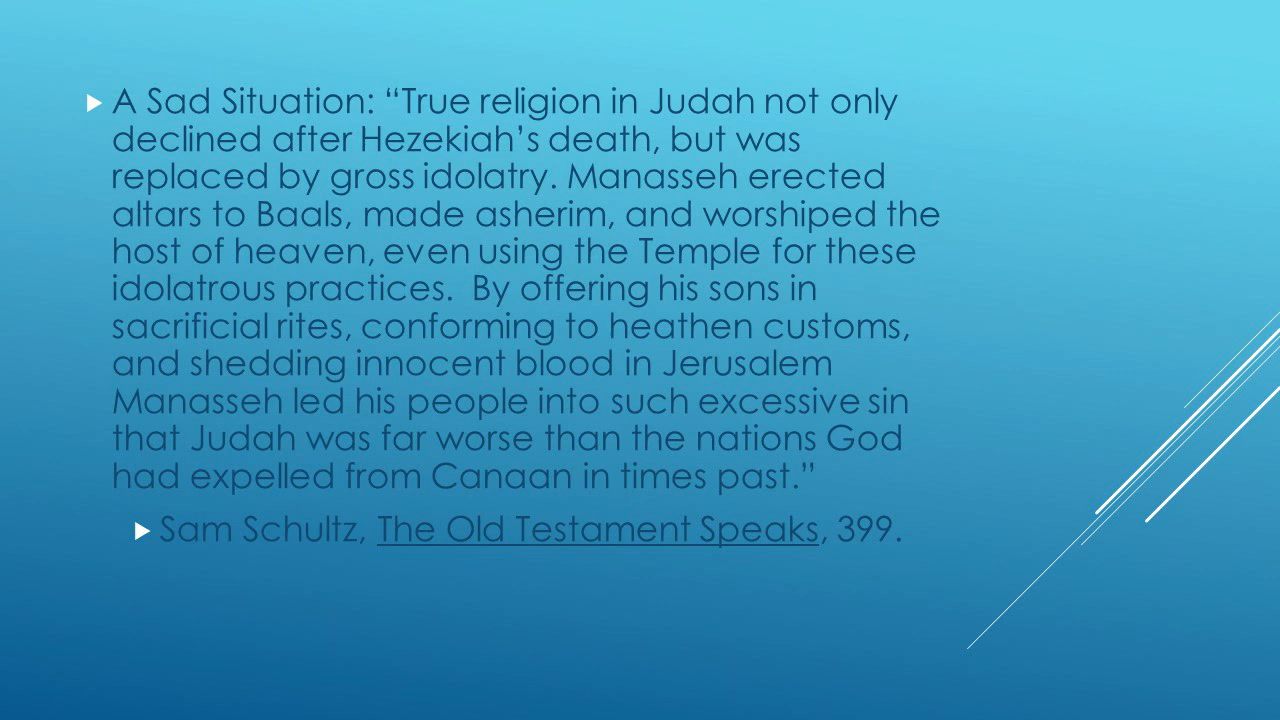 A Sad Situation: “True religion in Judah not only
declined after Hezekiah’s death, but was
replaced by gross idolatry. Manasseh erected
altars to Baals, made asherim, and worshiped the
host of heaven, even using the Temple for these
idolatrous practices.  By offering his sons in
sacrificial rites, conforming to heathen customs,
and shedding innocent blood in Jerusalem
Manasseh led his people into such excessive sin
that Judah was far worse than the nations God
had expelled from Canaan in times past.”
Sam Schultz, The Old Testament Speaks, 399.